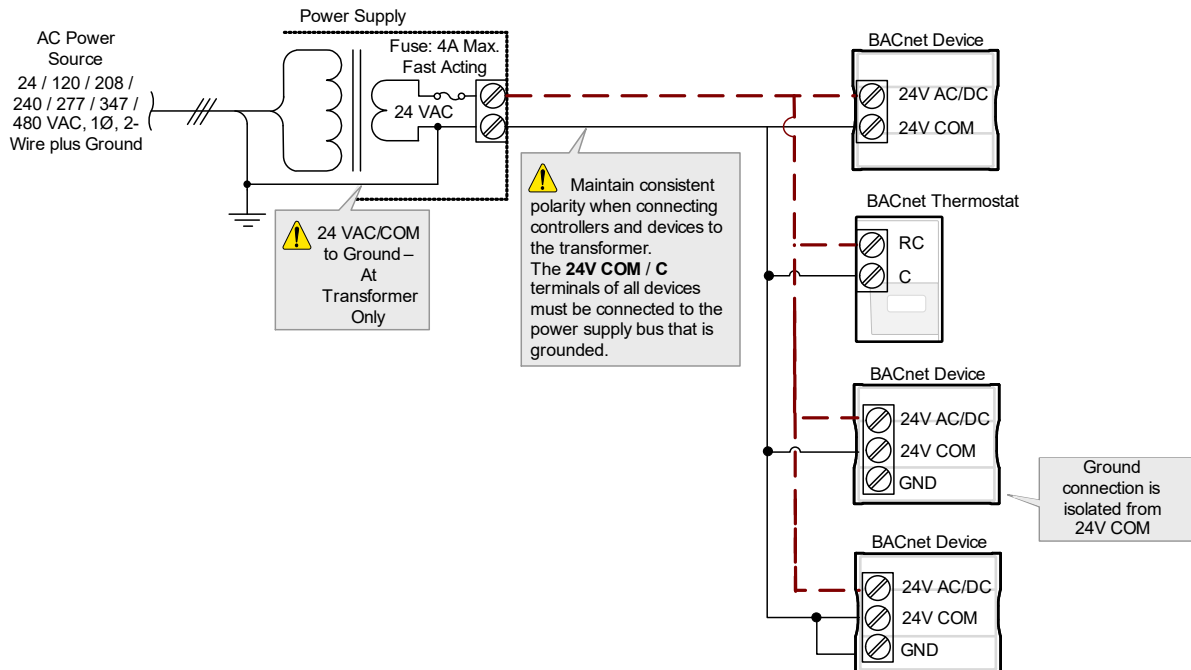 Power Supply
AC Power
Source
24 / 120 / 208 /
240 / 277 / 347 /
480 VAC, 1Ø, 2-
Wire plus Ground
Fuse: 4A Max.
Fast Acting
24 VAC
24 VAC/COM
to Ground –
At
Transformer
Only
Maintain consistent
polarity when connecting
controllers and devices to
the transformer.
The 24V COM / C
terminals of all devices
must be connected to the
power supply bus that is
grounded.
BACnet Device
24V AC/DC
24V COM
BACnet Thermostat
RC
C
BACnet Device
24V AC/DC
24V COM
GND
Ground
connection is
isolated from
24V COM
BACnet Device
24V AC/DC
24V COM
GND